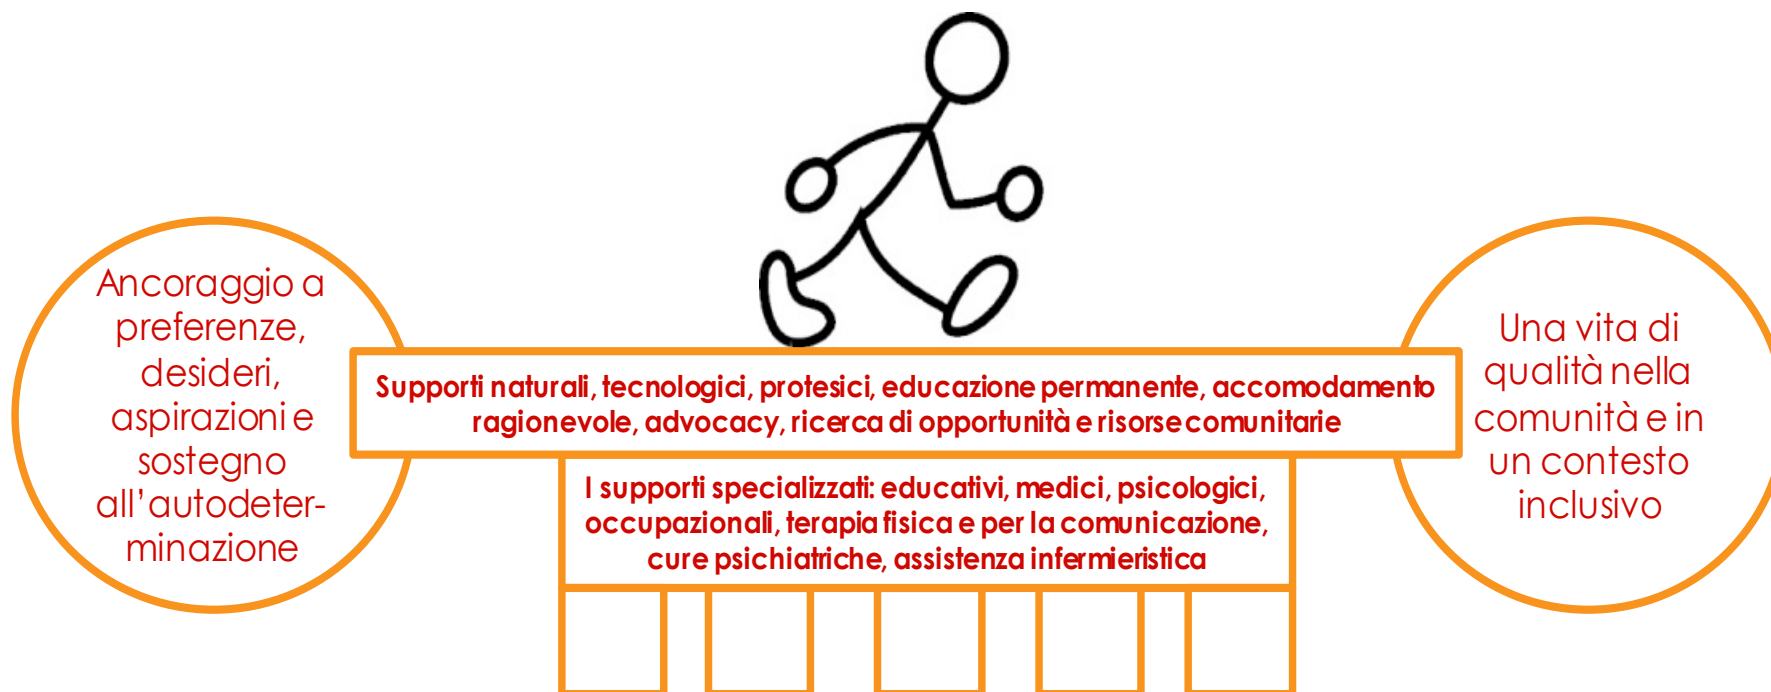 Ancoraggio a
preferenze,
desideri,
aspirazioni e
sostegno
all’autodeter-
minazione
Supporti naturali, tecnologici, protesici, educazione permanente, accomodamento
ragionevole, advocacy, ricerca di opportunità e risorse comunitarie
I supporti specializzati: educativi, medici, psicologici,
occupazionali, terapia fisica e per la comunicazione,
cure psichiatriche, assistenza infermieristica
Una vita di
qualità nella
comunità e in
un contesto
inclusivo